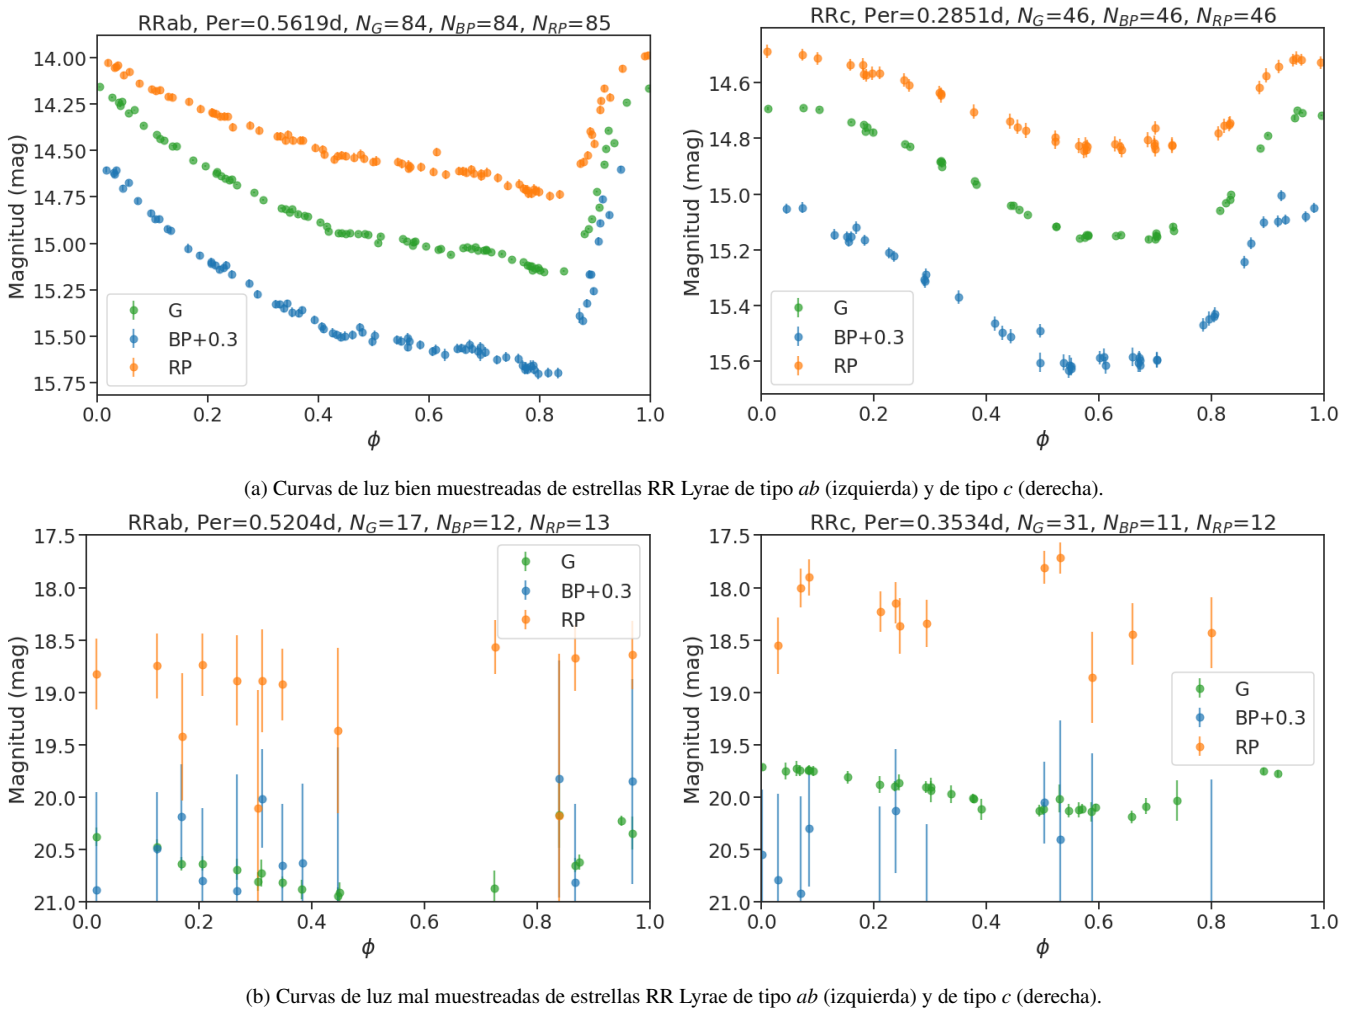 RRab, Per=0.5619d, N_G=84, N_BP=84, N_RP=85
Magnitud (mag)
14.00
14.25
14.50
14.75
15.00
15.25
15.50
15.75
G
BP+0.3
RP
0.0 0.2 0.4 0.6 0.8 1.0
ϕ
RRc, Per=0.2851d, N_G=46, N_BP=46, N_RP=46
Magnitud (mag)
14.6
14.8
15.0
15.2
15.4
15.6
G
BP+0.3
RP
0.0 0.2 0.4 0.6 0.8 1.0
ϕ
(a) Curvas de luz bien muestreadas de estrellas RR Lyrae de tipo ab (izquierda) y de tipo c (derecha).
RRab, Per=0.5204d, N_G=17, N_BP=12, N_RP=13
Magnitud (mag)
17.5
18.0
18.5
19.0
19.5
20.0
20.5
21.0
G
BP+0.3
RP
0.0 0.2 0.4 0.6 0.8 1.0
ϕ
RRc, Per=0.3534d, N_G=31, N_BP=11, N_RP=12
Magnitud (mag)
17.5
18.0
18.5
19.0
19.5
20.0
20.5
21.0
G
BP+0.3
RP
0.0 0.2 0.4 0.6 0.8 1.0
ϕ
(b) Curvas de luz mal muestreadas de estrellas RR Lyrae de tipo ab (izquierda) y de tipo c (derecha).